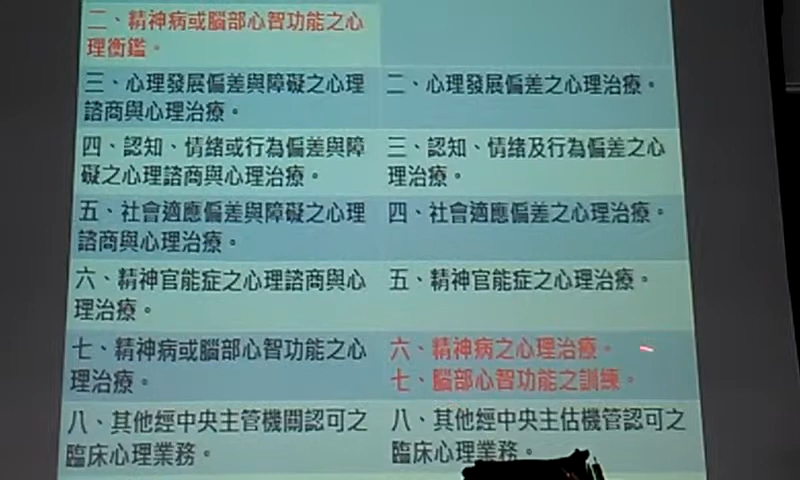 二、精神病或腦部心智功能之心
理衡鑑。
三、心理發展偏差與障礙之心理
諮商與心理治療。
二、心理發展偏差之心理治療。
四、認知、情緒或行為偏差與障
礙之心理諮商與心理治療。
三、認知、情緒及行為偏差之心
理治療。
五、社會適應偏差與障礙之心理
諮商與心理治療。
四、社會適應偏差之心理治療。
六、精神官能症之心理諮商與心
理治療。
五、精神官能症之心理治療。
七、精神病或腦部心智功能之心
理治療。
六、精神病之心理治療。
七、腦部心智功能之訓練。
八、其他經中央主管機關認可之
臨床心理業務。
八、其他經中央主估機管認可之
臨床心理業務。